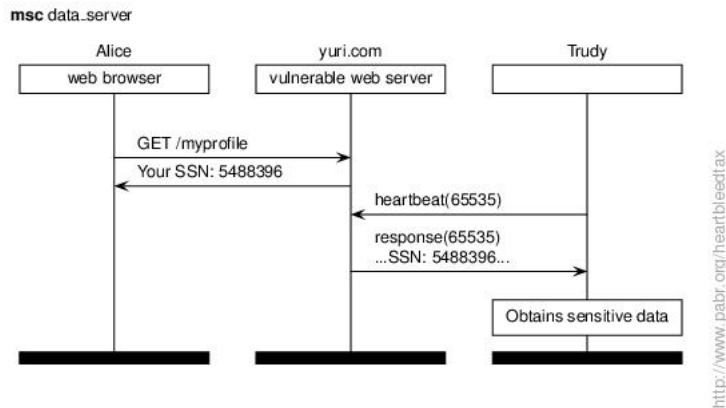 msc data_server
Alice
yuri.com
Trudy
web browser
vulnerable web server
GET /myprofile
Your SSN: 5488396
heartbeat(65535)
response(65535)
...SSN: 5488396...
Obtains sensitive data
http://www.pabr.org/heartbleedtax